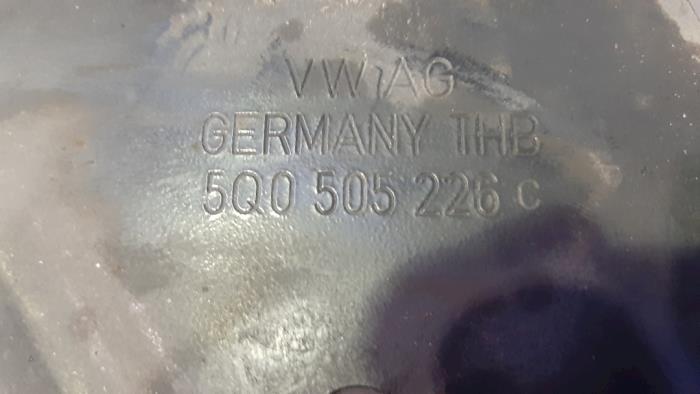 VW AG
GERMANY THB
5Q0 505 226 C